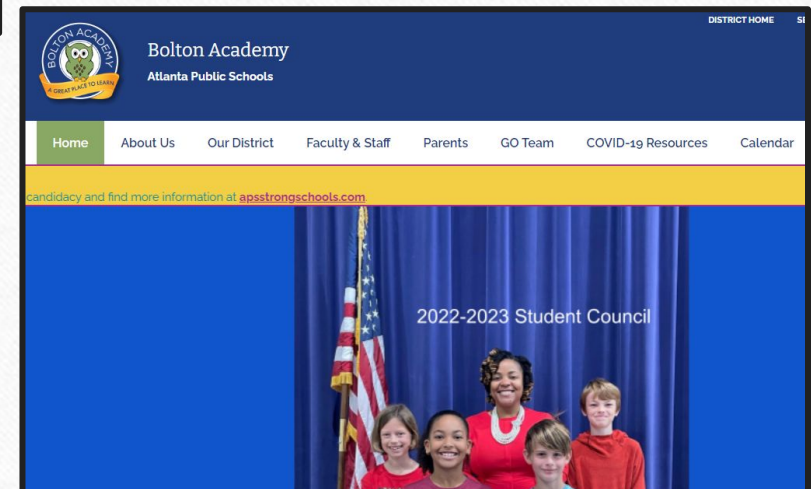 BOLTON ACADEMY
A GREAT PLACE TO LEARN
DISTRICT HOME
Bolton Academy
Atlanta Public Schools
Home About Us Our District Faculty & Staff Parents GO Team COVID-19 Resources Calendar
candidacy and find more information at apsstrongschools.com.
2022-2023 Student Council